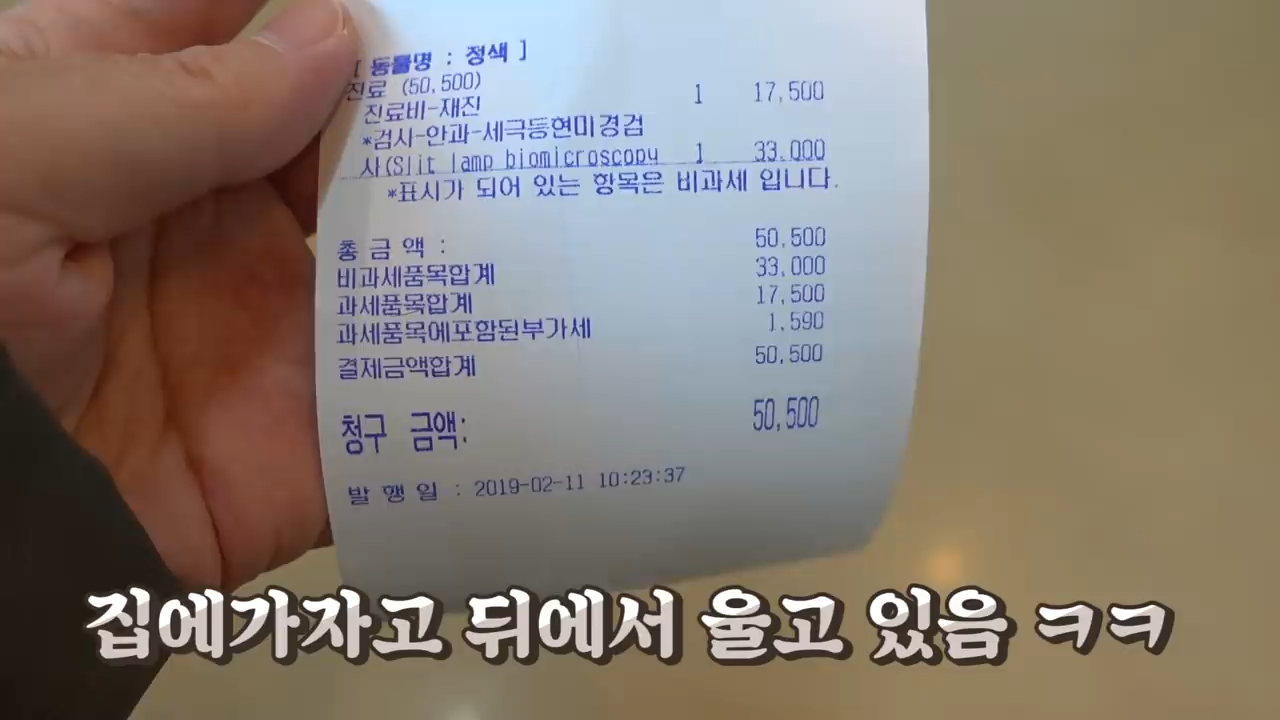 [ 동물명 : 정색 ]
진료 (50,500)
진료비-재진 1 17,500
*검사-안과-세극등현미경검
사(Slit lamp biomicroscopy 1 33,000
*표시가 되어 있는 항목은 비과세 입니다.
총 금 액 : 50,500
비과세품목합계 33,000
과세품목합계 17,500
과세품목에포함된부가세 1,590
결제금액합계 50,500
청구 금액: 50,500
발 행 일 : 2019-02-11 10:23:37
집에가자고 뒤에서 울고 있음 ㅋㅋ